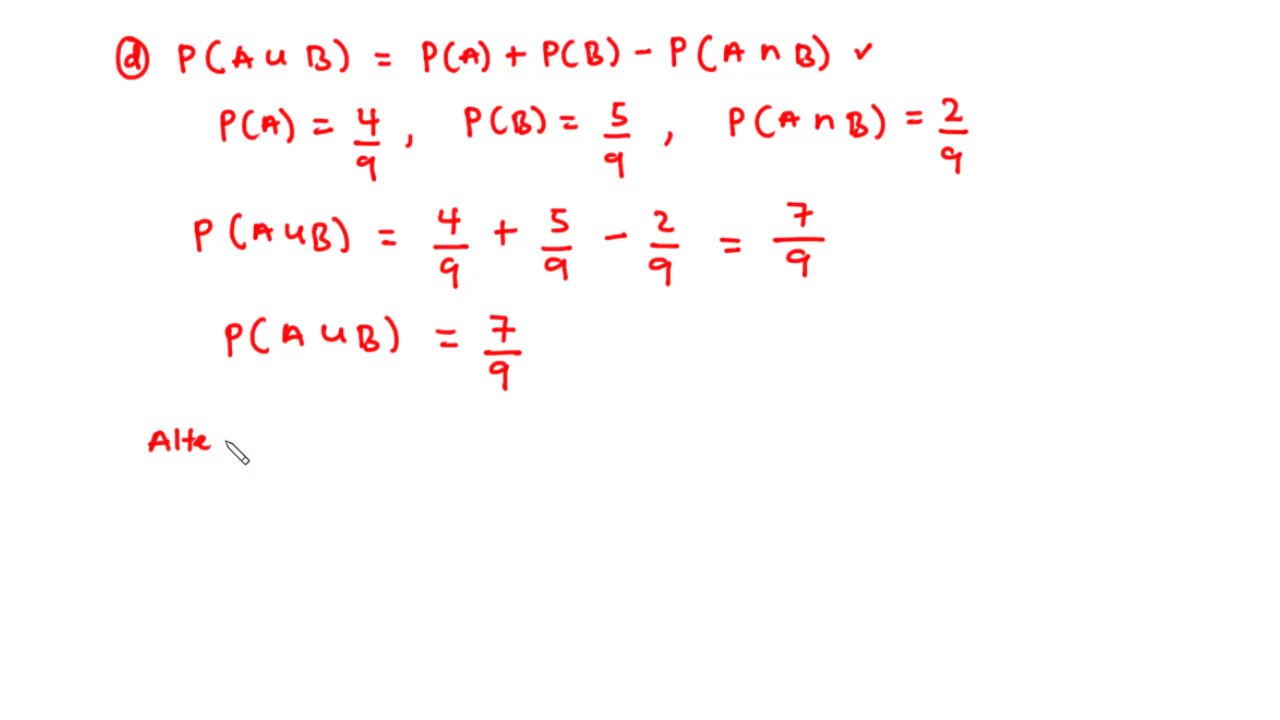 (d) P(A ∪ B) = P(A) + P(B) - P(A ∩ B) ✓
P(A) = 4/9, P(B) = 5/9, P(A ∩ B) = 2/9
P(A ∪ B) = 4/9 + 5/9 - 2/9 = 7/9
P(A ∪ B) = 7/9
Alte